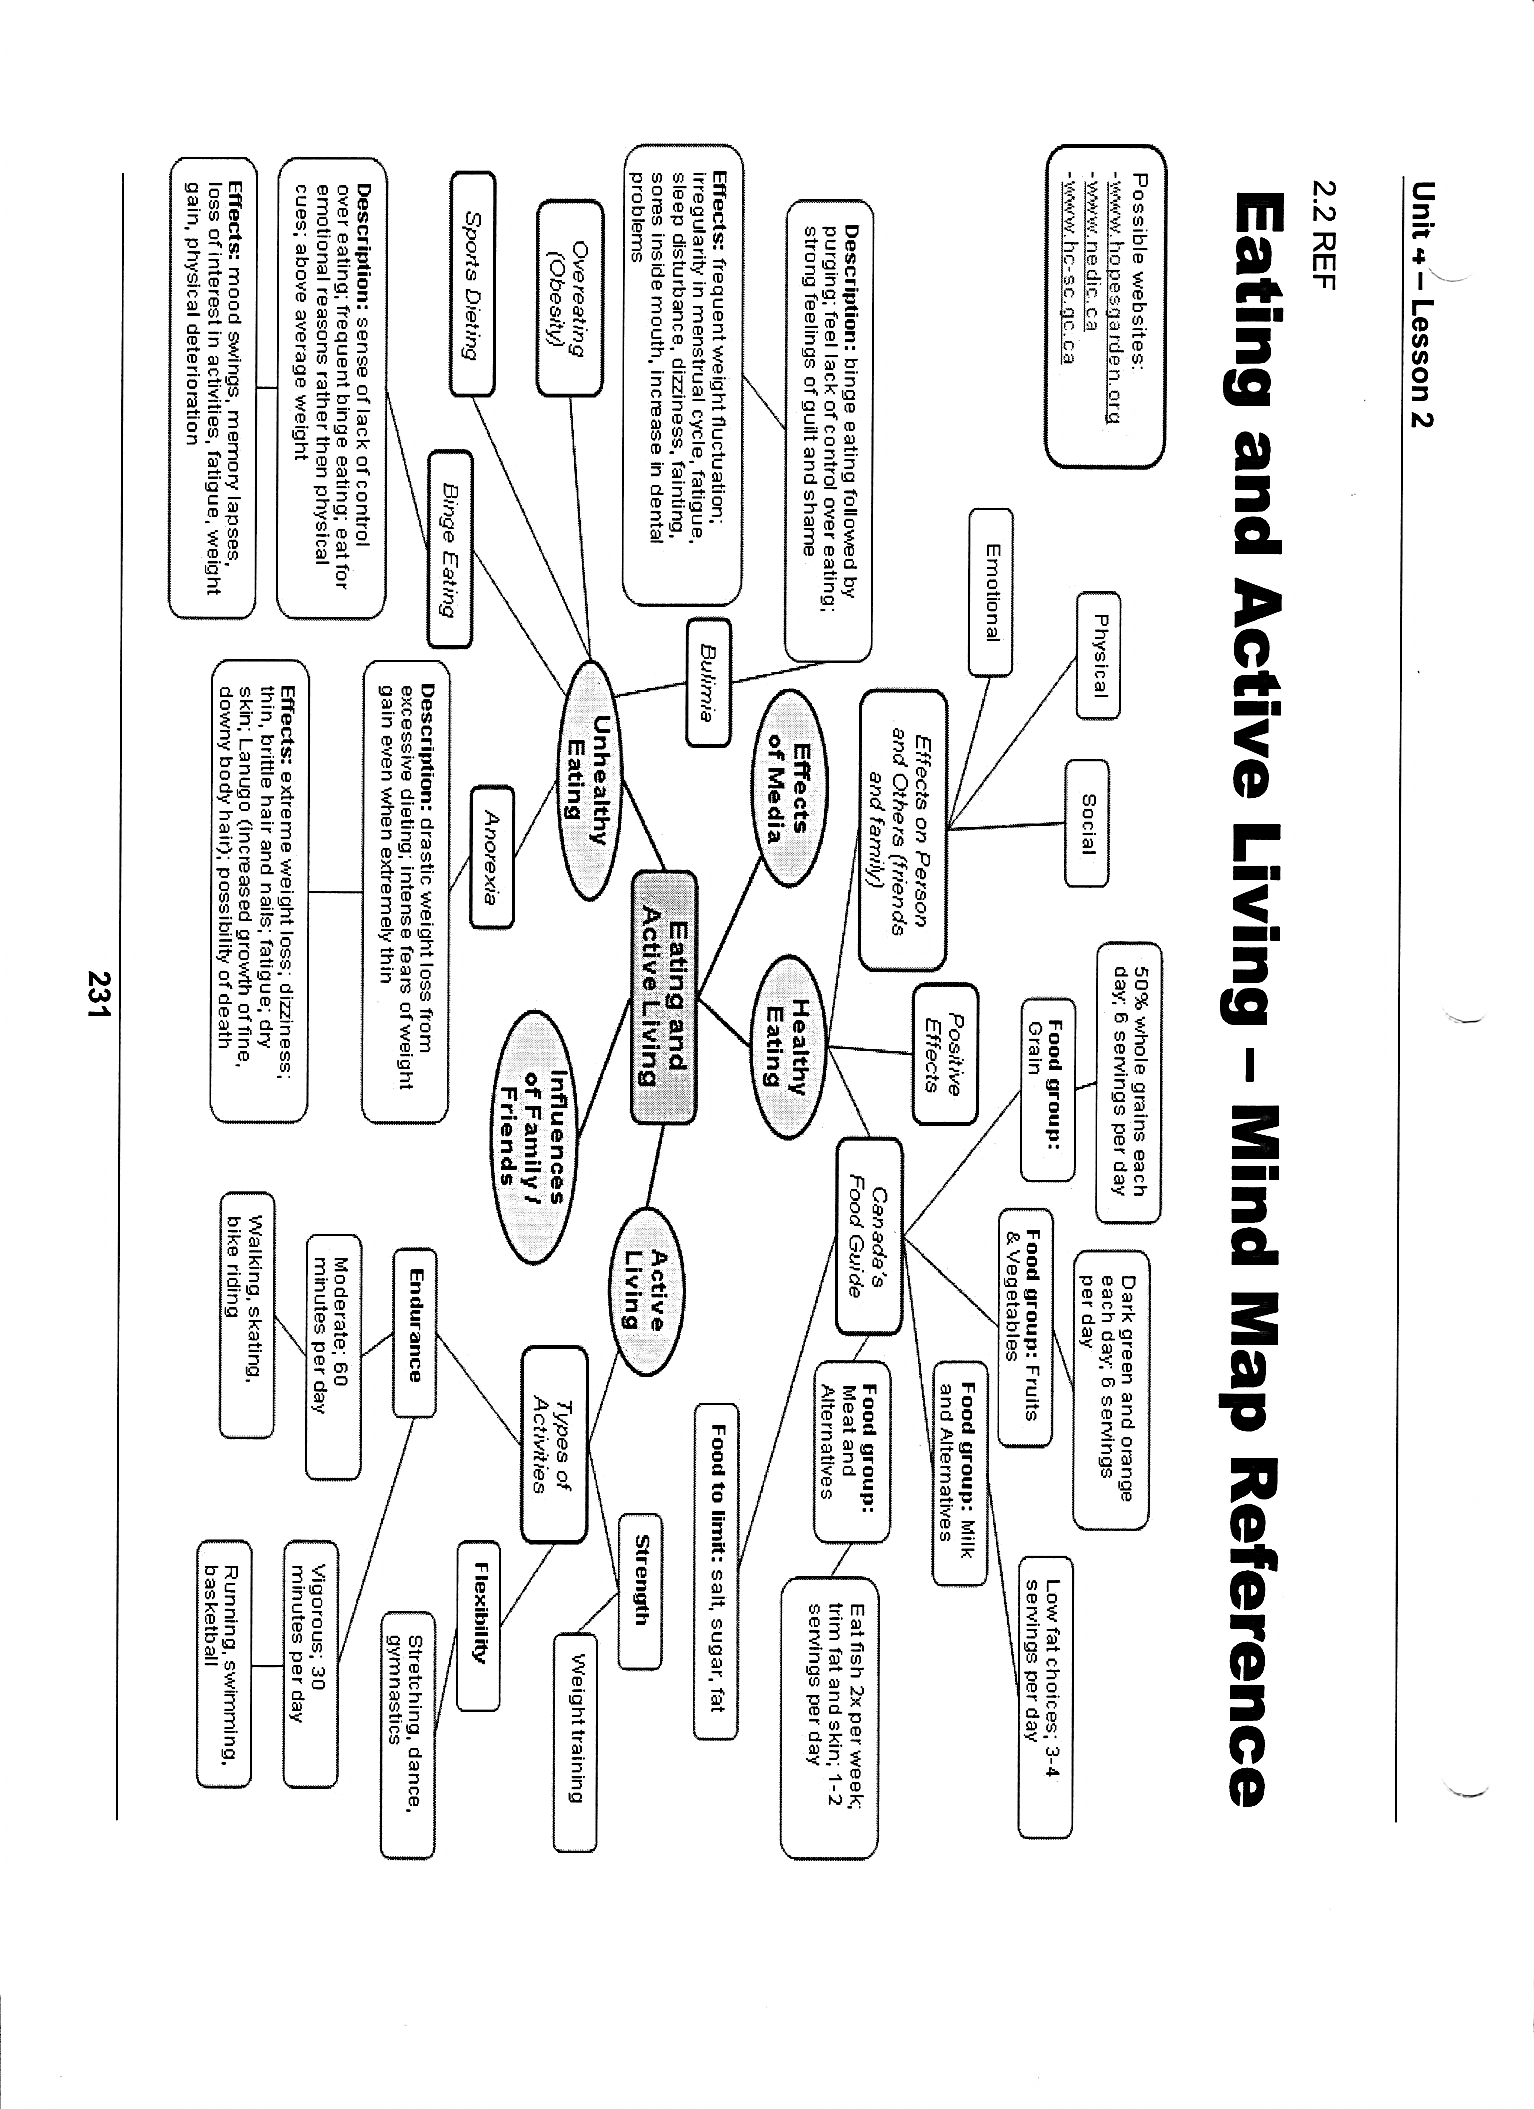 Unit 4 – Lesson 2
2.2 REF
Eating and Active Living – Mind Map Reference
Possible websites:
-www.hopesgarden.org
-www.nedic.ca
-www.hc-sc.gc.ca
Physical
Social
Emotional
Effects on Person
and Others (friends
and family)
50% whole grains each
day; 6 servings per day
Food group:
Grain
Dark green and orange
each day; 6 servings
per day
Food group: Fruits
& Vegetables
Low fat choices; 3-4
servings per day
Food group: Milk
and Alternatives
Positive
Effects
Canada's
Food Guide
Food group:
Meat and
Alternatives
Eat fish 2x per week;
trim fat and skin; 1-2
servings per day
Food to limit: salt, sugar, fat
Description: binge eating followed by
purging; feel lack of control over eating;
strong feelings of guilt and shame
Effects: frequent weight fluctuation;
irregularity in menstrual cycle, fatigue,
sleep disturbance, dizziness, fainting,
sores inside mouth, increase in dental
problems
Bulimia
Effects
of Media
Healthy
Eating
Overeating
(Obesity)
Unhealthy
Eating
Eating and
Active Living
Active
Living
Sports Dieting
Binge Eating
Anorexia
Influences
of Family /
Friends
Types of
Activities
Strength
Weight training
Flexibility
Stretching, dance,
gymnastics
Endurance
Moderate; 60
minutes per day
Walking, skating,
bike riding
Vigorous; 30
minutes per day
Running, swimming,
basketball
Description: sense of lack of control
over eating; frequent binge eating; eat for
emotional reasons rather then physical
cues; above average weight
Effects: mood swings, memory lapses,
loss of interest in activities, fatigue, weight
gain, physical deterioration
Description: drastic weight loss from
excessive dieting; intense fears of weight
gain even when extremely thin
Effects: extreme weight loss; dizziness;
thin, brittle hair and nails; fatigue; dry
skin; Lanugo (increased growth of fine,
downy body hair); possibility of death
231